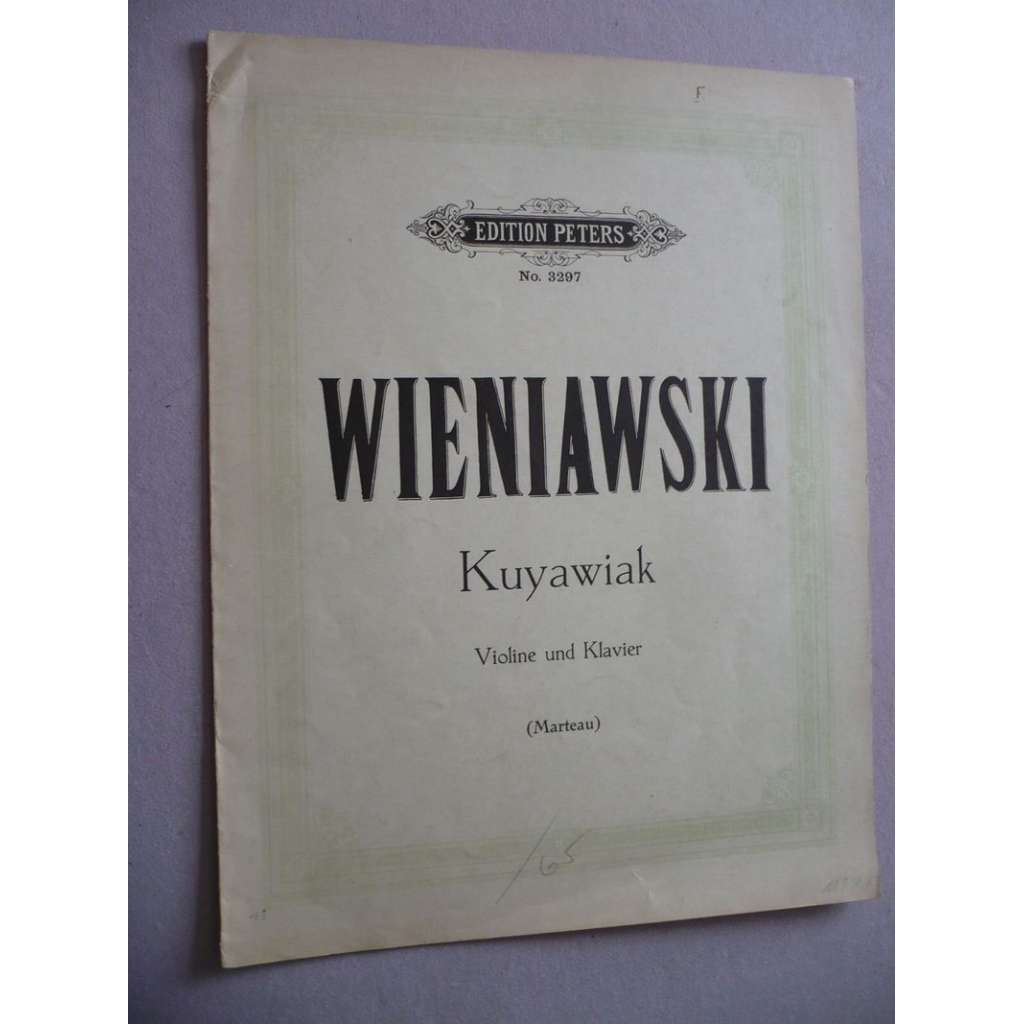 F
EDITION PETERS
No. 3297
WIENIAWSKI
Kuyawiak
Violine und Klavier
(Marteau)
/65